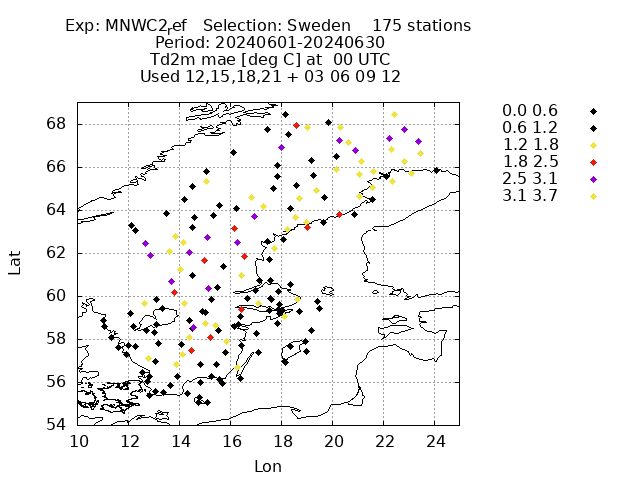 Exp: MNWC2ref   Selection: Sweden    175 stations
Period: 20240601-20240630
Td2m mae [deg C] at  00 UTC
Used 12,15,18,21 + 03 06 09 12
0.0 0.6
0.6 1.2
1.2 1.8
1.8 2.5
2.5 3.1
3.1 3.7
68
66
64
62
60
58
56
54
Lat
10 12 14 16 18 20 22 24
Lon